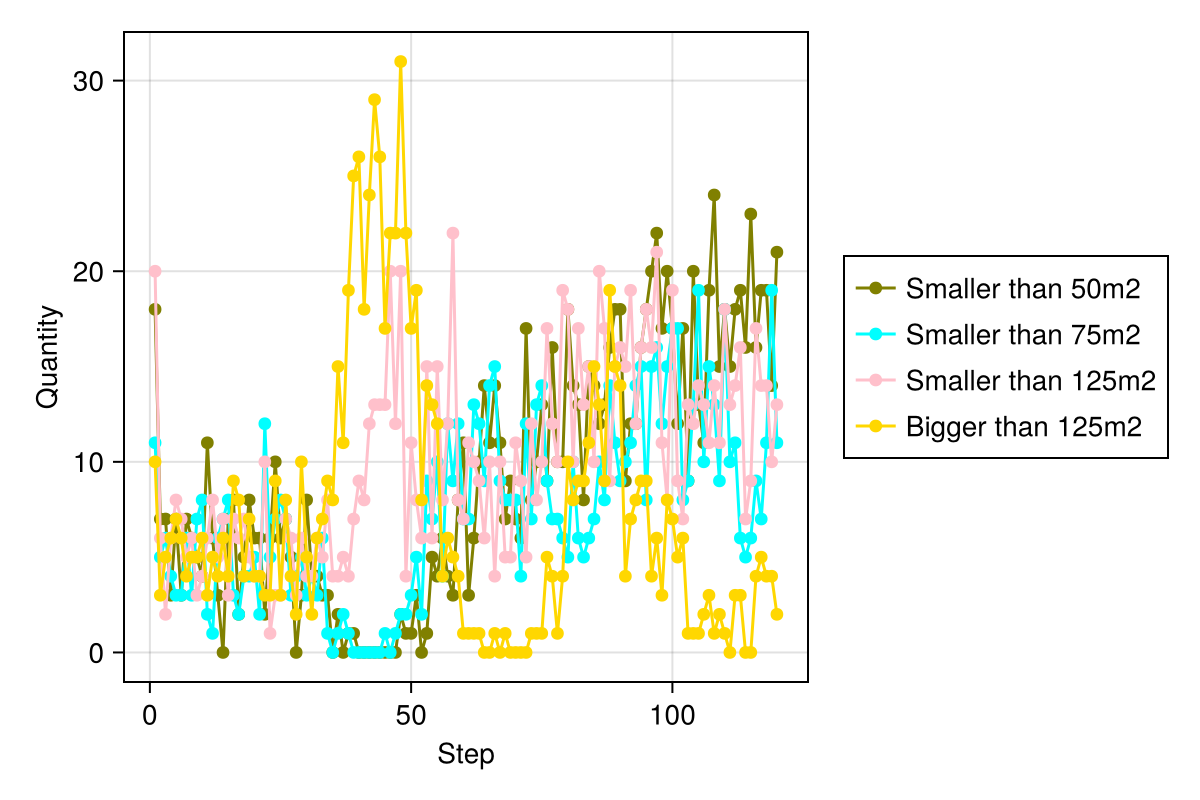 30
20
10
0
Quantity
0
50
100
Step
Smaller than 50m2
Smaller than 75m2
Smaller than 125m2
Bigger than 125m2